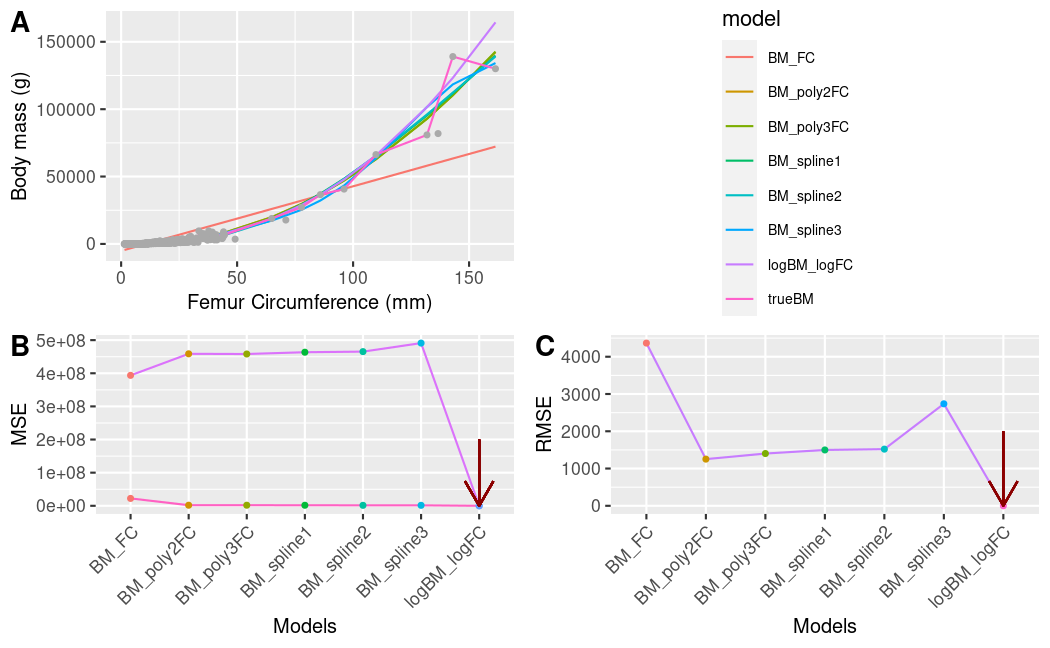 A
Body mass (g)
150000
100000
50000
0
0 50 100 150
Femur Circumference (mm)
model
BM_FC
BM_poly2FC
BM_poly3FC
BM_spline1
BM_spline2
BM_spline3
logBM_logFC
trueBM
B
MSE
5e+08
4e+08
3e+08
2e+08
1e+08
0e+00
BM_FC
BM_poly2FC
BM_poly3FC
BM_spline1
BM_spline2
BM_spline3
logBM_logFC
Models
C
RMSE
4000
3000
2000
1000
0
BM_FC
BM_poly2FC
BM_poly3FC
BM_spline1
BM_spline2
BM_spline3
logBM_logFC
Models